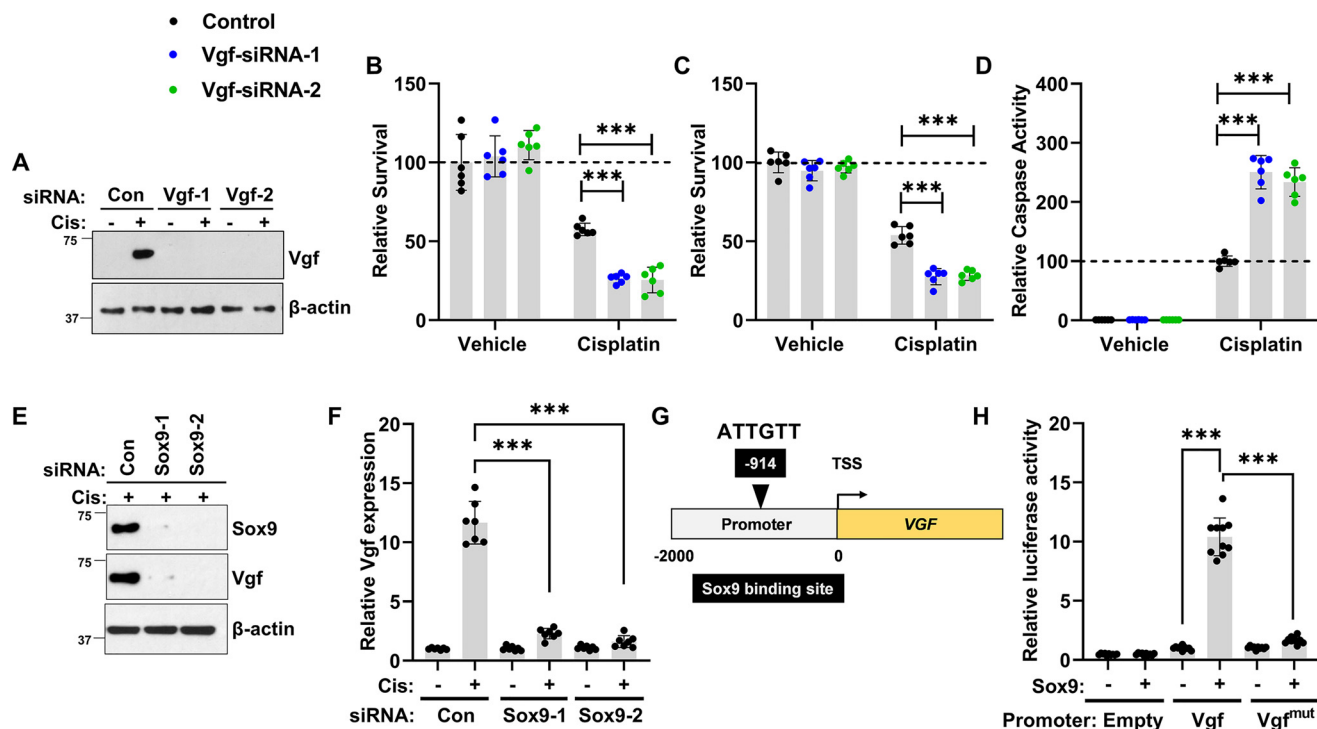 Control
Vgf-siRNA-1
Vgf-siRNA-2
A
siRNA: Con Vgf-1 Vgf-2
Cis: - + - + - +
75
Vgf
37
β-actin
B
Relative Survival
150
100
50
0
*** 
***
Vehicle Cisplatin
C
Relative Survival
150
100
50
0
***
***
Vehicle Cisplatin
D
Relative Caspase Activity
400
300
200
100
0
***
***
Vehicle Cisplatin
E
siRNA: Con Sox9-1 Sox9-2
Cis: + + +
75
Sox9
75
Vgf
37
β-actin
F
Relative Vgf expression
20
15
10
5
0
***
***
Cis: - + - + - +
siRNA: Con Sox9-1 Sox9-2
G
ATTGTT
-914
TSS
Promoter VGF
-2000 0
Sox9 binding site
H
Relative luciferase activity
20
15
10
5
0
***
***
Sox9: - + - + - +
Promoter: Empty Vgf Vgfmut